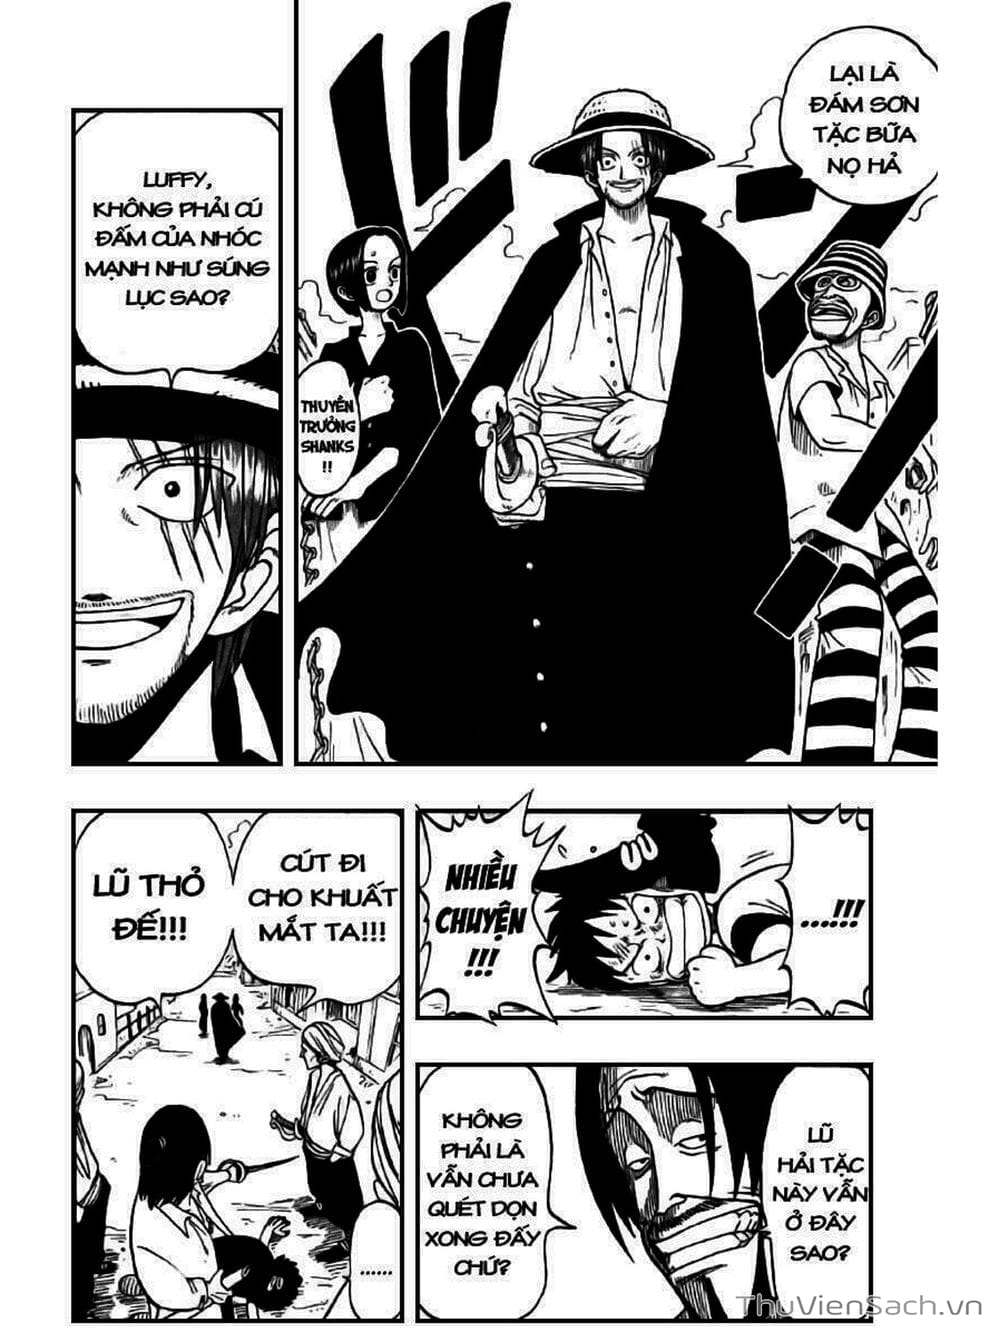 LẠI LÀ
ĐÁM SƠN
TẶC BỮA
NỌ HẢ
THUYỀN
TRƯỞNG
SHANKS
!!
LUFFY,
KHÔNG PHẢI CÚ
ĐẤM CỦA NHÓC
MẠNH NHƯ SÚNG
LỤC SAO?
......!!!
NHIỀU
CHUYỆN
!!!
CÚT ĐI
CHO KHUẤT
MẮT TA!!!
LŨ THỎ
ĐẾ!!!
......
LŨ
HẢI TẶC
NÀY VẪN
Ở ĐÂY
SAO?
KHÔNG
PHẢI LÀ
VẪN CHƯA
QUÉT DỌN
XONG ĐẤY
CHỨ?
ThuVienSach.vn